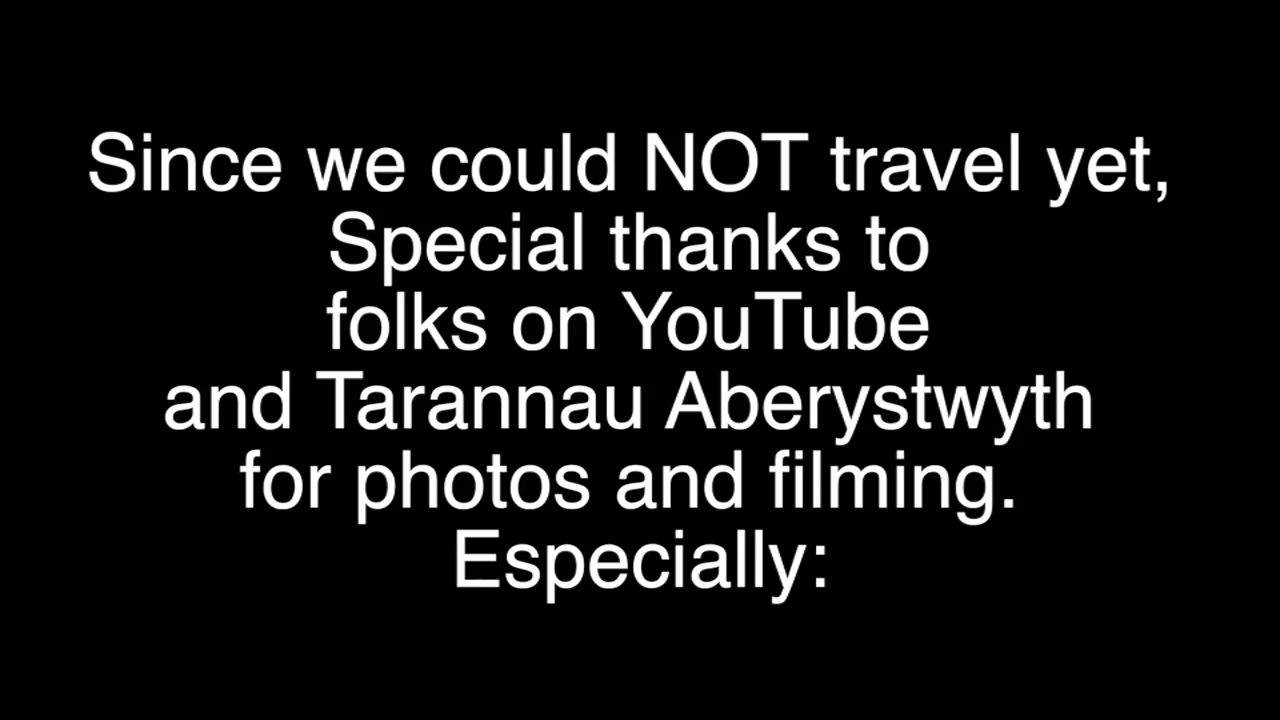 Since we could NOT travel yet,
Special thanks to
folks on YouTube
and Tarannau Aberystwyth
for photos and filming.
Especially: